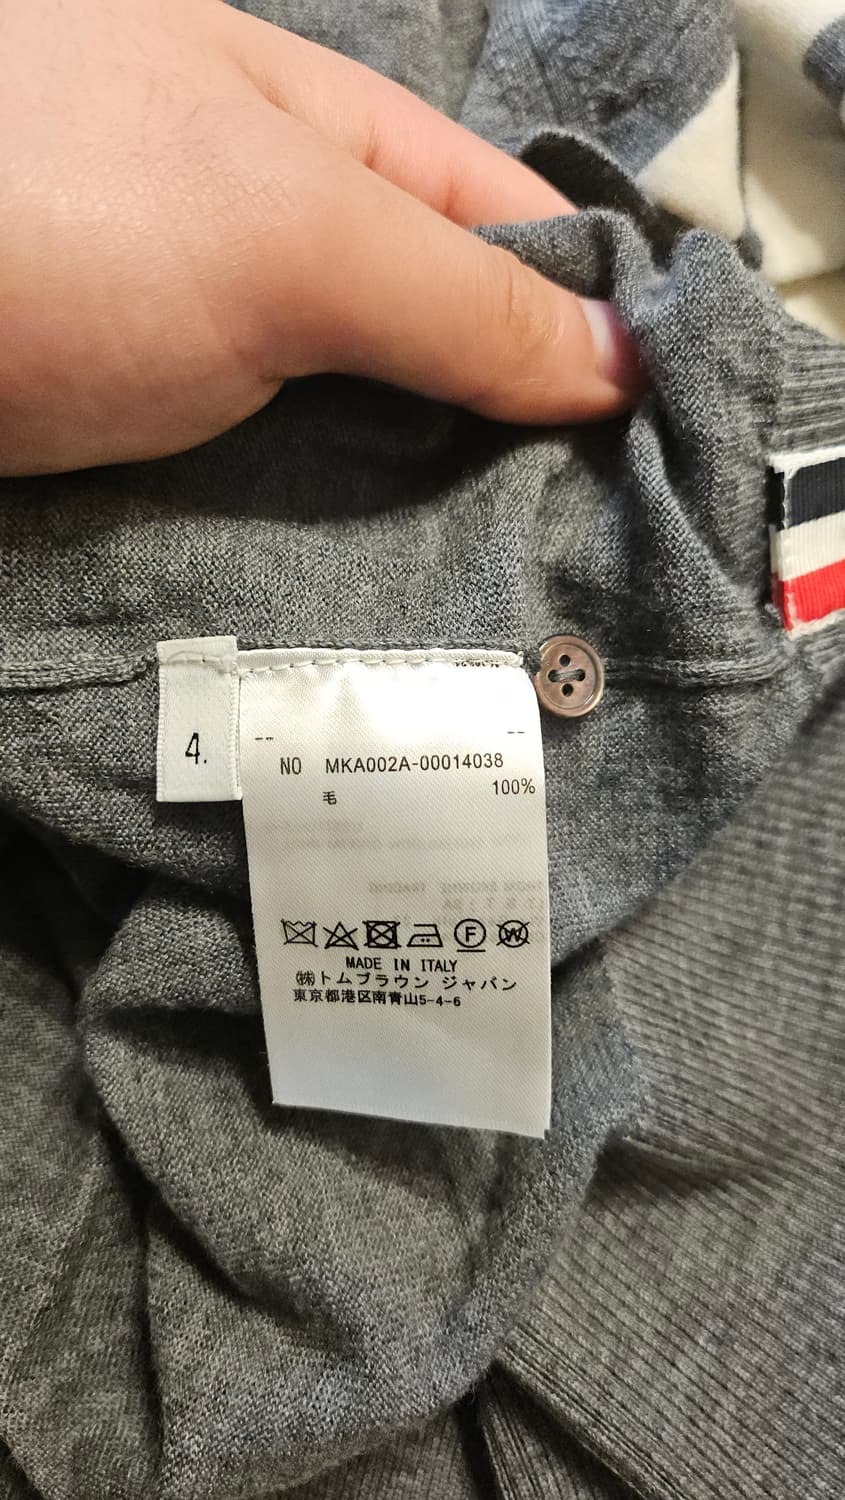 4.
-- --
NO MKA002A-00014038
毛 100%
F W
MADE IN ITALY
㈱トムブラウン ジャパン
東京都港区南青山5-4-6